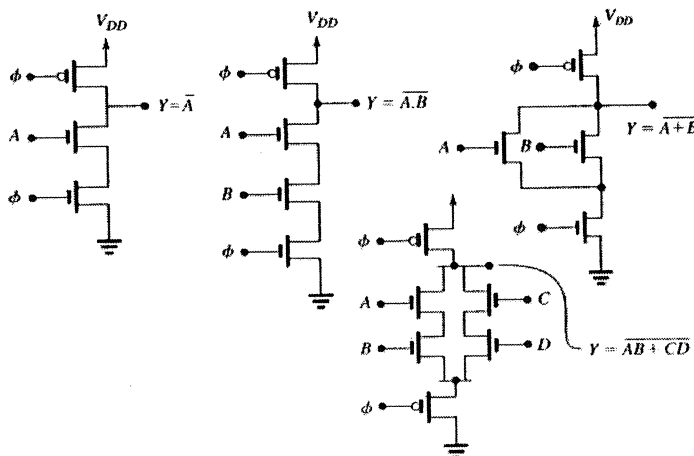 V_DD
φ
Y = A̅
A
φ
V_DD
φ
Y = \overline{A.B}
A
B
φ
V_DD
φ
A
B
Y = \overline{A+B}
φ
φ
A
C
B
D
Y = \overline{AB + CD}
φ